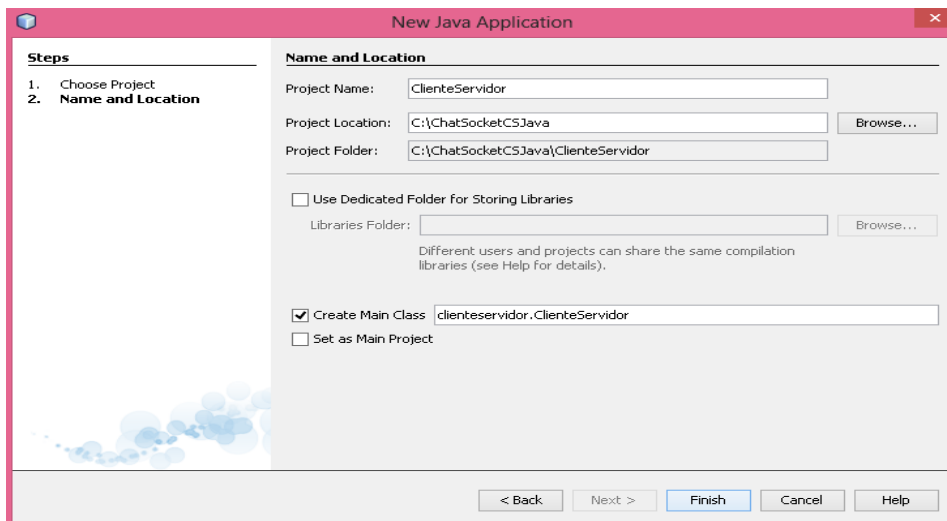 New Java Application
Steps
1. Choose Project
2. Name and Location
Name and Location
Project Name: ClienteServidor
Project Location: C:\ChatSocketCSJava Browse...
Project Folder: C:\ChatSocketCSJava\ClienteServidor
Use Dedicated Folder for Storing Libraries
Libraries Folder: Browse...
Different users and projects can share the same compilation
libraries (see Help for details).
Create Main Class clienteservidor.ClienteServidor
Set as Main Project
< Back Next > Finish Cancel Help